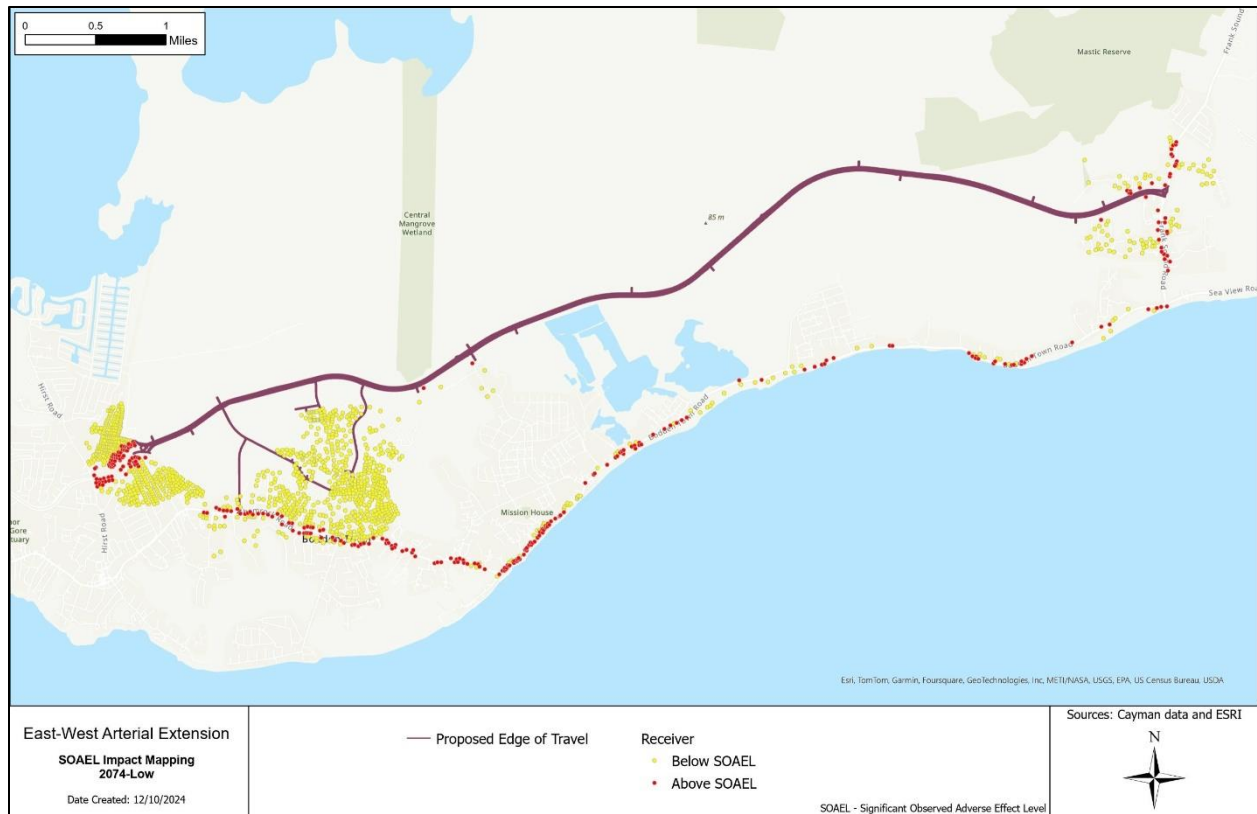 0 0.5 1
Miles
Frank Sound
Mastic Reserve
Central
Mangrove
Wetland
85 m
Sea View Roa
Town Road
Hirst Road
Mission House
Hirst Road
Esri, TomTom, Garmin, Foursquare, GeoTechnologies, Inc, METI/NASA, USGS, EPA, US Census Bureau, USDA
East-West Arterial Extension
SOAEL Impact Mapping
2074-Low
Date Created: 12/10/2024
Proposed Edge of Travel
Receiver
Below SOAEL
Above SOAEL
SOAEL - Significant Observed Adverse Effect Level
Sources: Cayman data and ESRI
N